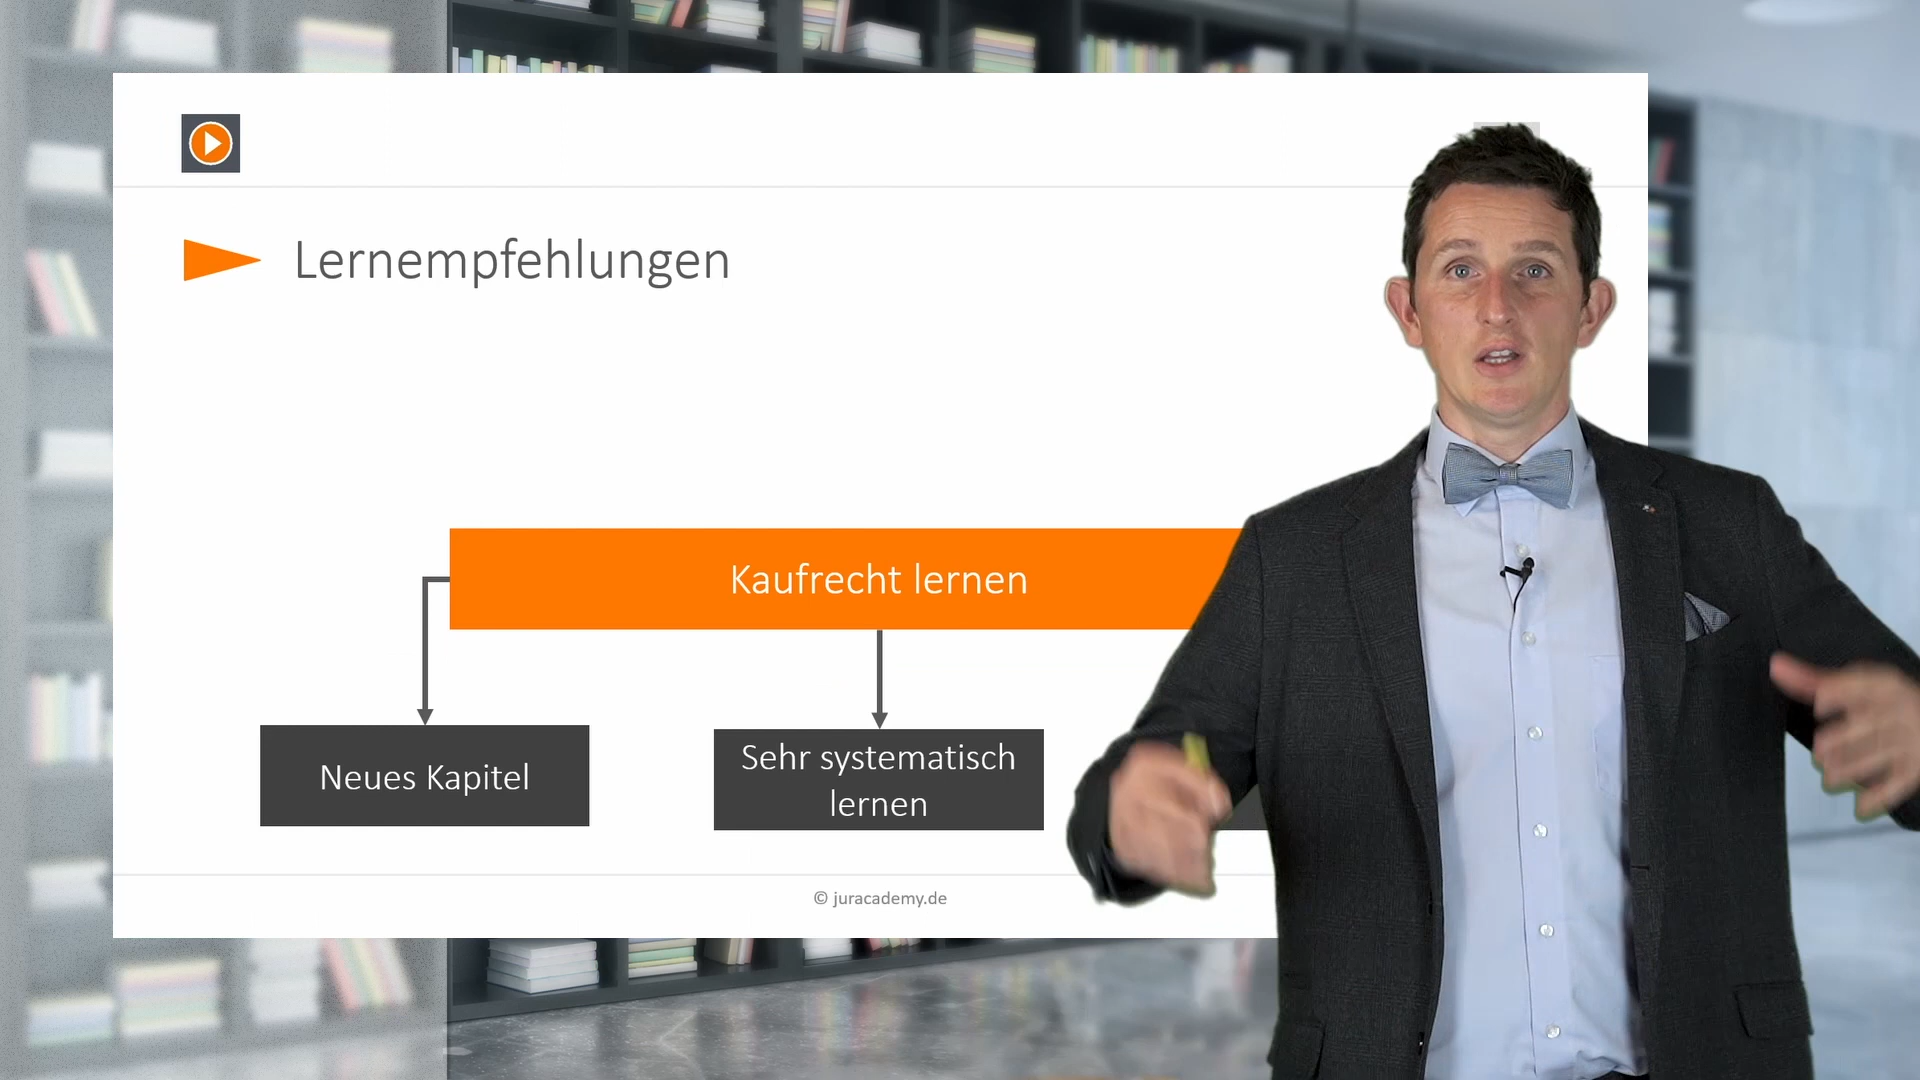 Lernempfehlungen
Kaufrecht lernen
Neues Kapitel
Sehr systematisch
lernen
© juracademy.de